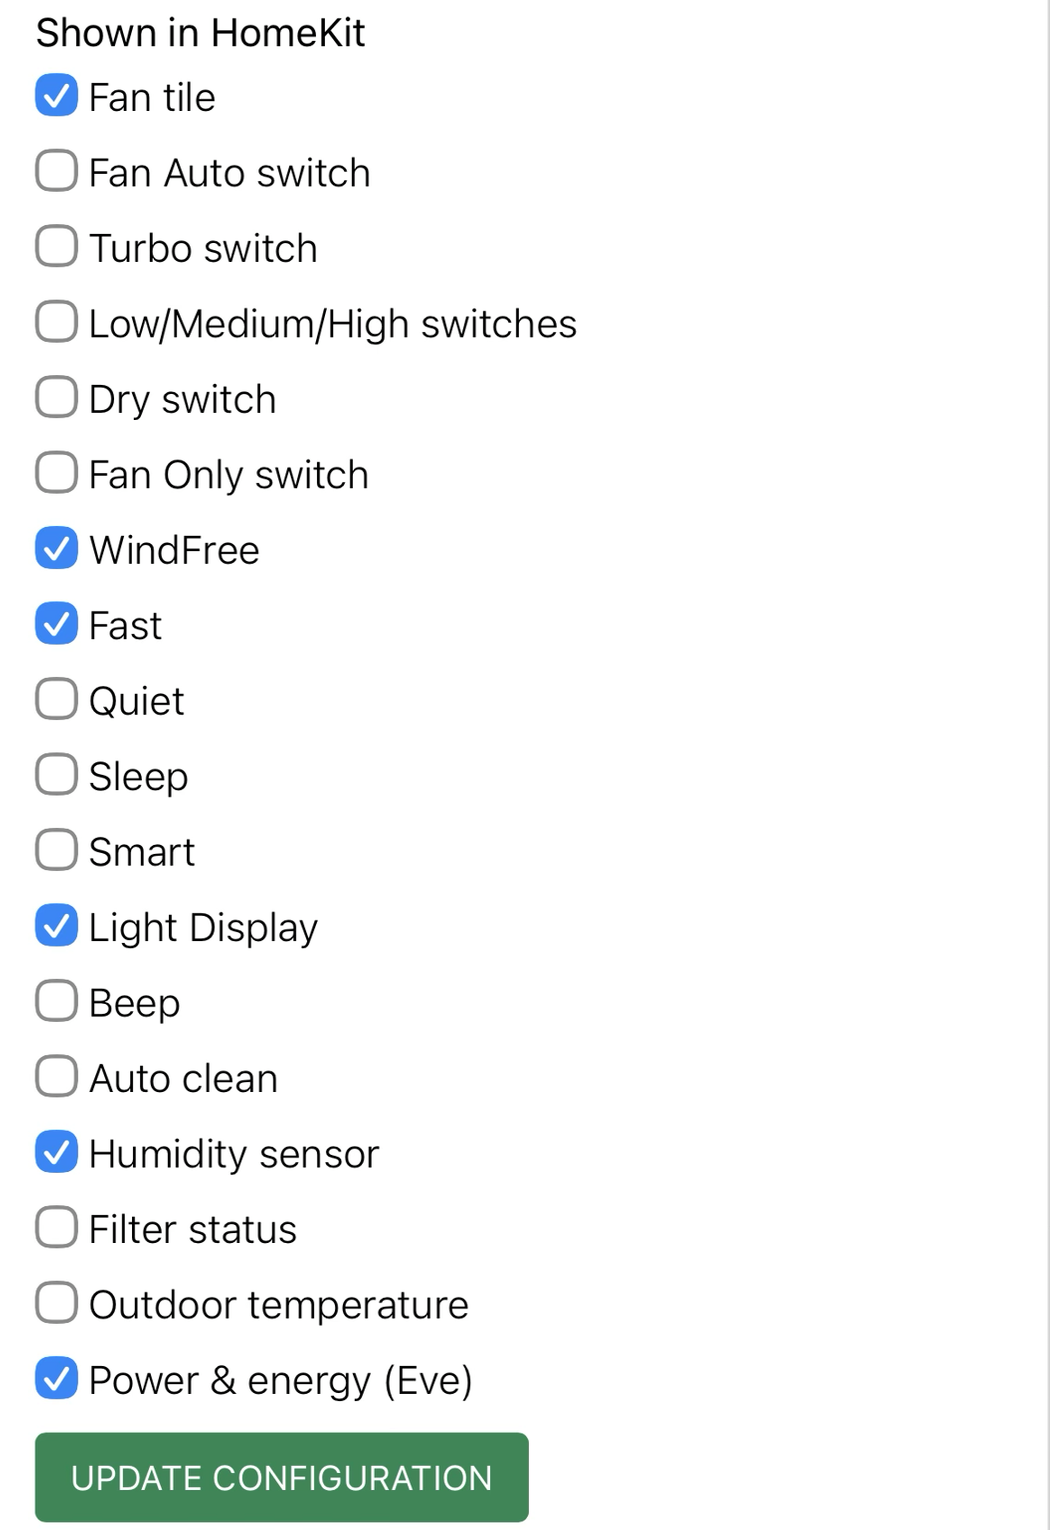 Shown in HomeKit
Fan tile
Fan Auto switch
Turbo switch
Low/Medium/High switches
Dry switch
Fan Only switch
WindFree
Fast
Quiet
Sleep
Smart
Light Display
Beep
Auto clean
Humidity sensor
Filter status
Outdoor temperature
Power & energy (Eve)
UPDATE CONFIGURATION